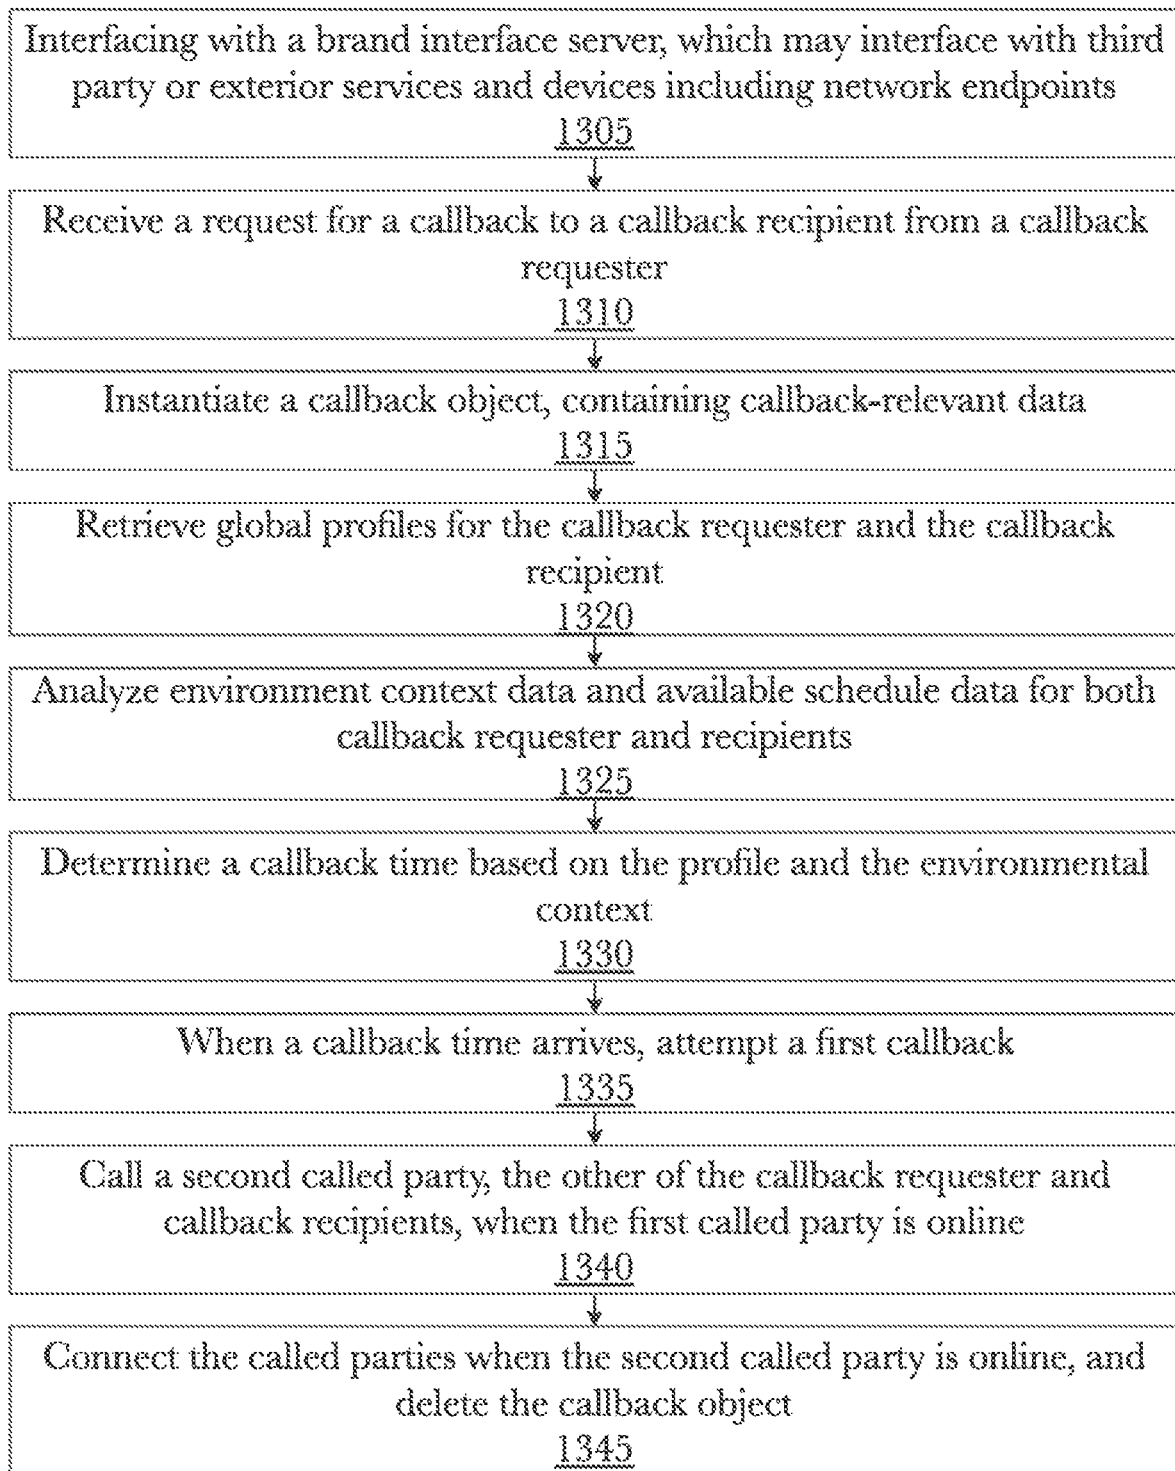 Interfacing with a brand interface server, which may interface with third
party or exterior services and devices including network endpoints
1305
Receive a request for a callback to a callback recipient from a callback
requester
1310
Instantiate a callback object, containing callback-relevant data
1315
Retrieve global profiles for the callback requester and the callback
recipient
1320
Analyze environment context data and available schedule data for both
callback requester and recipients
1325
Determine a callback time based on the profile and the environmental
context
1330
When a callback time arrives, attempt a first callback
1335
Call a second called party, the other of the callback requester and
callback recipients, when the first called party is online
1340
Connect the called parties when the second called party is online, and
delete the callback object
1345